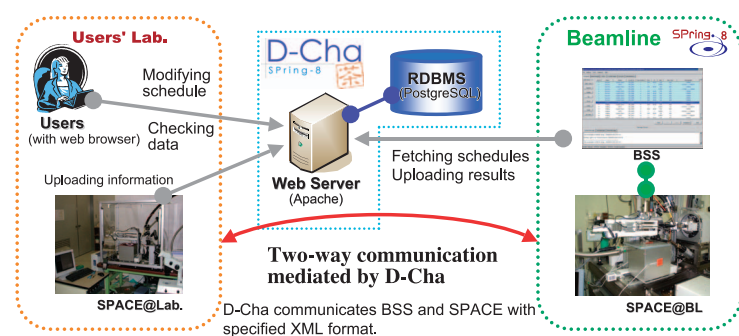 Users' Lab.
Modifying
schedule
Users
(with web browser)
Checking
data
Uploading information
SPACE@Lab.
D-Cha
SPring-8
茶
RDBMS
(PostgreSQL)
Web Server
(Apache)
Fetching schedules
Uploading results
Beamline
SPring-8
BSS
SPACE@BL
Two-way communication
mediated by D-Cha
D-Cha communicates BSS and SPACE with
specified XML format.